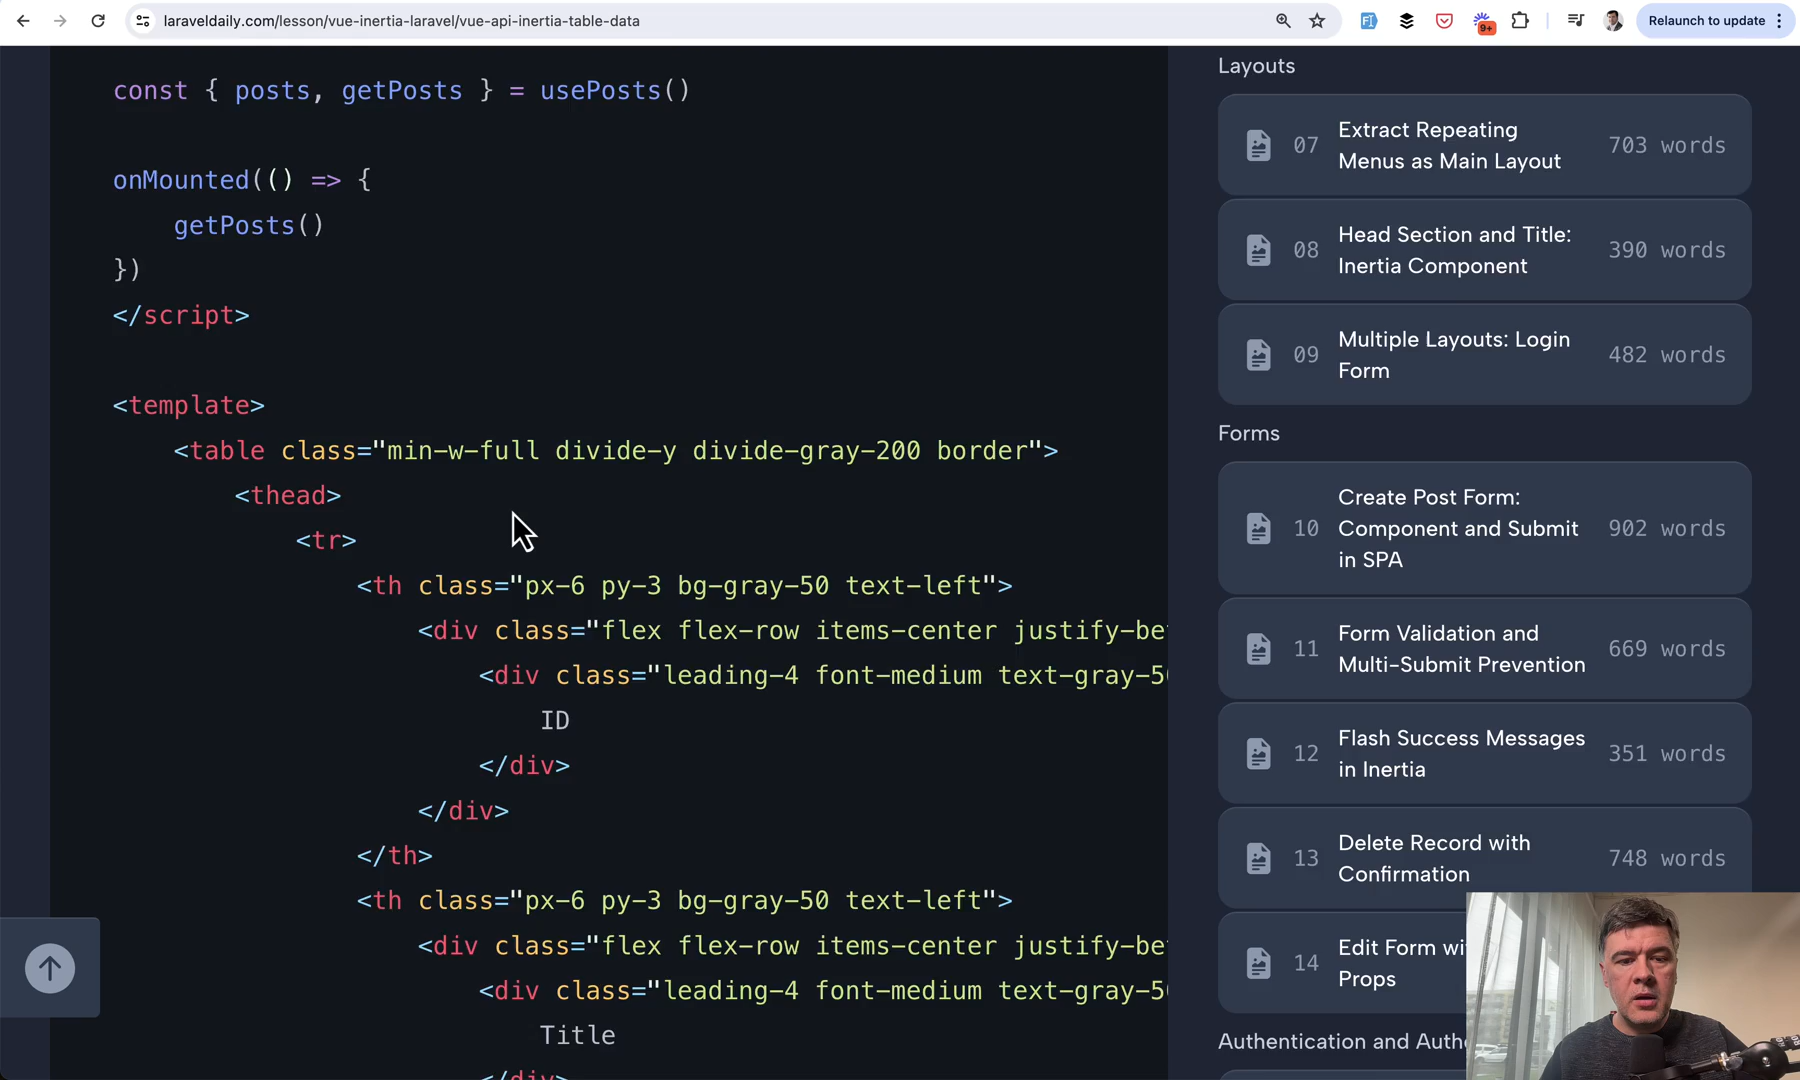 laraveldaily.com/lesson/vue-inertia-laravel/vue-api-inertia-table-data
9+
Relaunch to update
const { posts, getPosts } = usePosts()
onMounted(() => {
getPosts()
})
</script>
<template>
<table class="min-w-full divide-y divide-gray-200 border">
<thead>
<tr>
<th class="px-6 py-3 bg-gray-50 text-left">
<div class="flex flex-row items-center justify-be
<div class="leading-4 font-medium text-gray-50
ID
</div>
</div>
</th>
<th class="px-6 py-3 bg-gray-50 text-left">
<div class="flex flex-row items-center justify-be
<div class="leading-4 font-medium text-gray-50
Title
</div>
Layouts
07 Extract Repeating Menus as Main Layout 703 words
08 Head Section and Title: Inertia Component 390 words
09 Multiple Layouts: Login Form 482 words
Forms
10 Create Post Form: Component and Submit in SPA 902 words
11 Form Validation and Multi-Submit Prevention 669 words
12 Flash Success Messages in Inertia 351 words
13 Delete Record with Confirmation 748 words
14 Edit Form wi
Props
Authentication and Auth